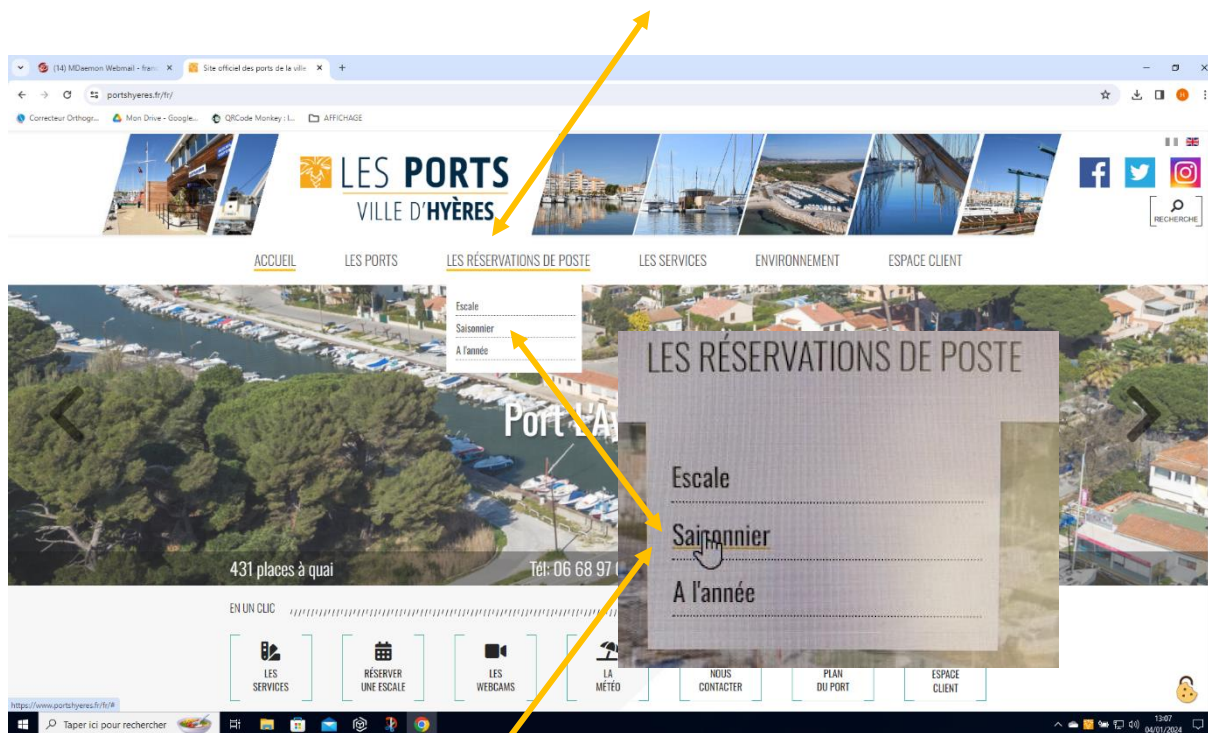 (14) MDaemon Webmail - fran
Site officiel des ports de la ville
portshyeres.fr/fr/
Correcteur Orthogr...
Mon Drive - Google...
QRCode Monkey : l...
AFFICHAGE
LES PORTS
VILLE D'HYÈRES
RECHERCHE
ACCUEIL
LES PORTS
LES RÉSERVATIONS DE POSTE
LES SERVICES
ENVIRONNEMENT
ESPACE CLIENT
Escale
Saisonnier
A l'année
Port L'A
LES RÉSERVATIONS DE POSTE
Escale
Saisonnier
A l'année
431 places à quai
Tél: 06 68 97
EN UN CLIC
LES
SERVICES
RÉSERVER
UNE ESCALE
LES
WEBCAMS
LA
MÉTÉO
NOUS
CONTACTER
PLAN
DU PORT
ESPACE
CLIENT
https://www.portshyeres.fr/fr/#
Taper ici pour rechercher
13:07
04/01/2024